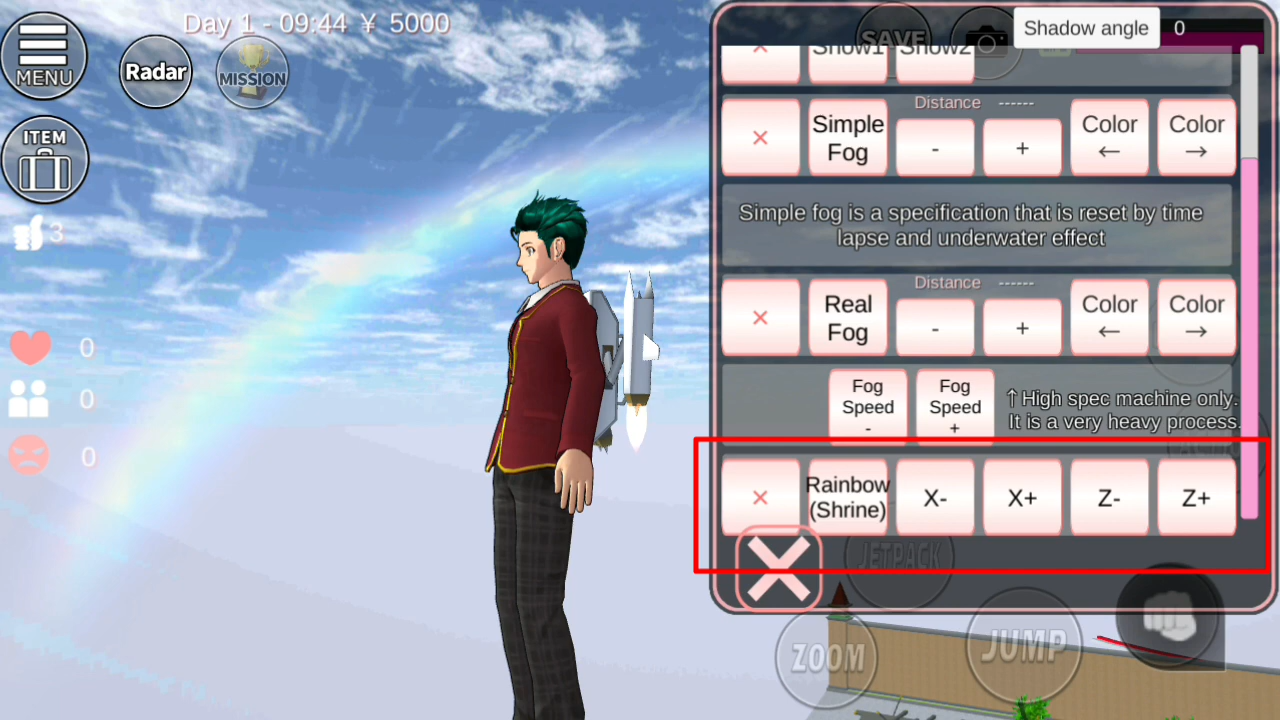 Day 1 - 09:44 ¥ 5000
MENU
Radar
MISSION
ITEM
3
0
0
0
SAVE
Shadow angle
0
Snow1 Snow2
Distance ------
× Simple Fog - + Color ← Color →
Simple fog is a specification that is reset by time
lapse and underwater effect
Distance ------
× Real Fog - + Color ← Color →
Fog Speed -
Fog Speed +
↑High spec machine only.
It is a very heavy process.
× Rainbow (Shrine) X- X+ Z- Z+
JETPACK
ZOOM
JUMP